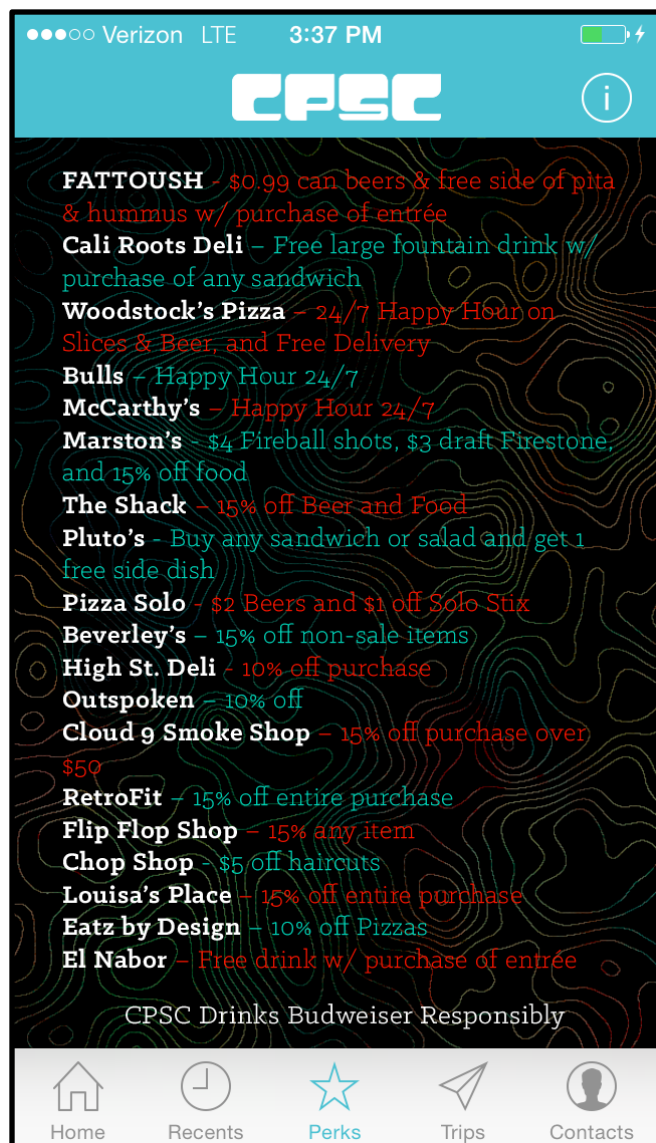 Verizon LTE 3:37 PM
CPSC
i
FATTOUSH - $0.99 can beers & free side of pita
& hummus w/ purchase of entrée
Cali Roots Deli – Free large fountain drink w/
purchase of any sandwich
Woodstock's Pizza – 24/7 Happy Hour on
Slices & Beer, and Free Delivery
Bulls – Happy Hour 24/7
McCarthy's – Happy Hour 24/7
Marston's - $4 Fireball shots, $3 draft Firestone,
and 15% off food
The Shack – 15% off Beer and Food
Pluto's - Buy any sandwich or salad and get 1
free side dish
Pizza Solo - $2 Beers and $1 off Solo Stix
Beverley's – 15% off non-sale items
High St. Deli - 10% off purchase
Outspoken – 10% off
Cloud 9 Smoke Shop – 15% off purchase over
$50
RetroFit – 15% off entire purchase
Flip Flop Shop – 15% any item
Chop Shop - $5 off haircuts
Louisa's Place – 15% off entire purchase
Eatz by Design – 10% off Pizzas
El Nabor – Free drink w/ purchase of entrée
CPSC Drinks Budweiser Responsibly
Home Recents Perks Trips Contacts